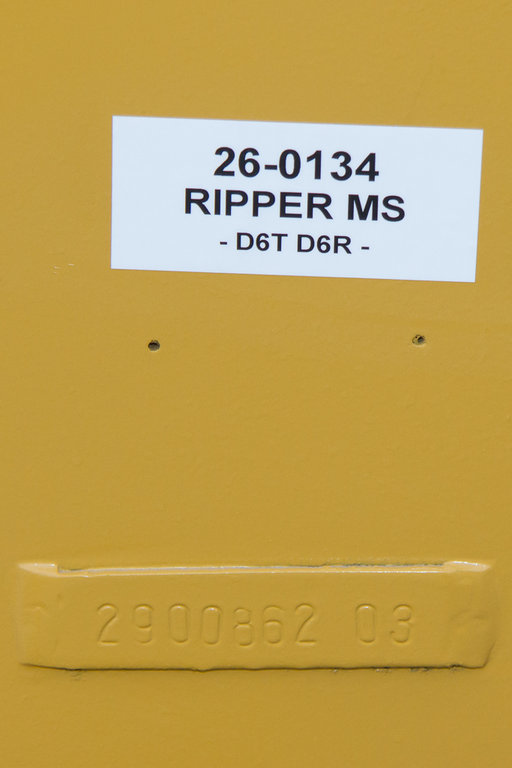 26-0134
RIPPER MS
- D6T D6R -
2900862 03